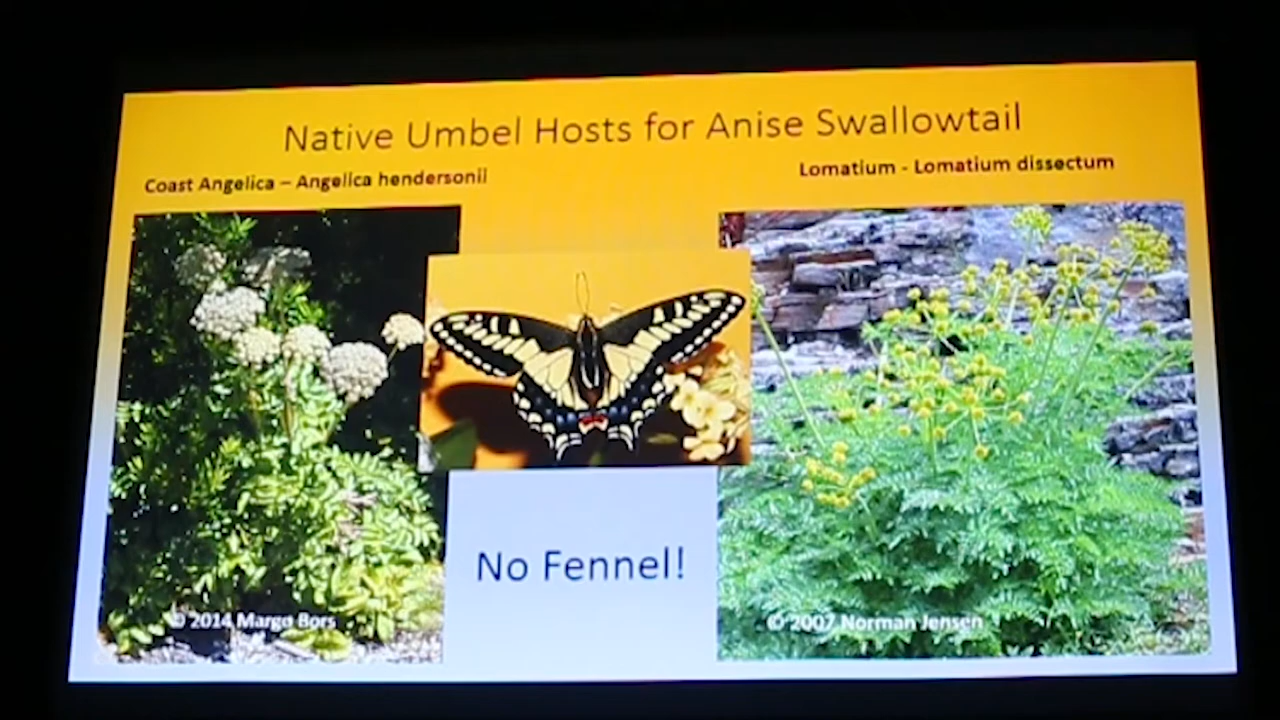 Native Umbel Hosts for Anise Swallowtail
Coast Angelica – Angelica hendersonii
Lomatium - Lomatium dissectum
No Fennel!
© 2014 Margo Bors
© 2007 Norman Jensen